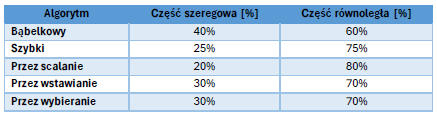 Algorytm Część szeregowa [%] Część równoległa [%]
Bąbelkowy 40% 60%
Szybki 25% 75%
Przez scalanie 20% 80%
Przez wstawianie 30% 70%
Przez wybieranie 30% 70%